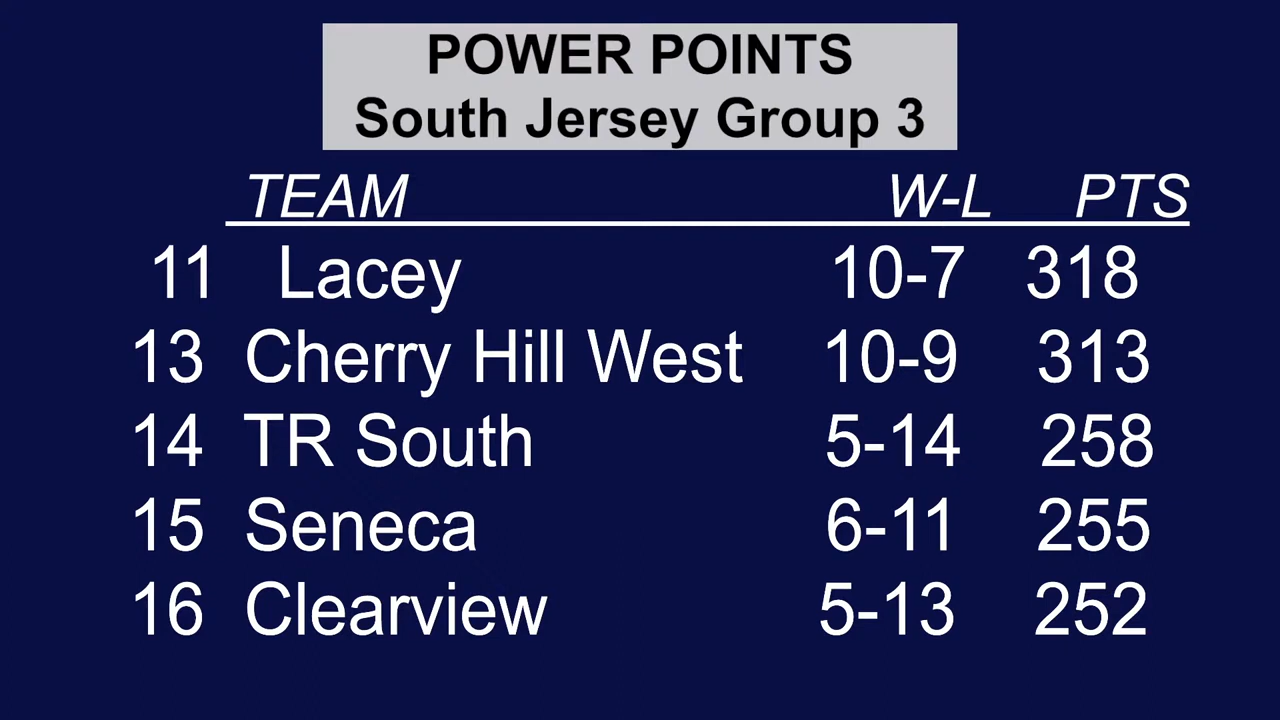 POWER POINTS
South Jersey Group 3
TEAM W-L PTS
11 Lacey 10-7 318
13 Cherry Hill West 10-9 313
14 TR South 5-14 258
15 Seneca 6-11 255
16 Clearview 5-13 252